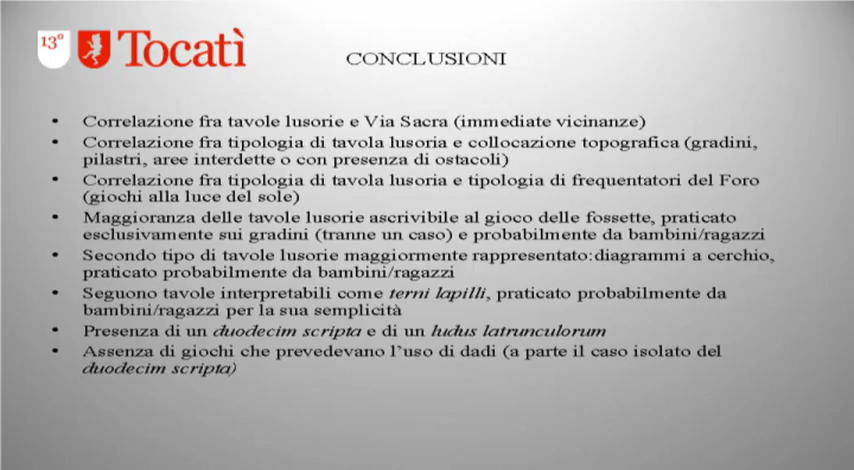 13°
Tocatì
CONCLUSIONI
• Correlazione fra tavole lusorie e Via Sacra (immediate vicinanze)
• Correlazione fra tipologia di tavola lusoria e collocazione topografica (gradini,
pilastri, aree interdette o con presenza di ostacoli)
• Correlazione fra tipologia di tavola lusoria e tipologia di frequentatori del Foro
(giochi alla luce del sole)
• Maggioranza delle tavole lusorie ascrivibile al gioco delle fossette, praticato
esclusivamente sui gradini (tranne un caso) e probabilmente da bambini/ragazzi
• Secondo tipo di tavole lusorie maggiormente rappresentato:diagrammi a cerchio,
praticato probabilmente da bambini/ragazzi
• Seguono tavole interpretabili come terni lapilli, praticato probabilmente da
bambini/ragazzi per la sua semplicità
• Presenza di un duodecim scripta e di un ludus latrunculorum
• Assenza di giochi che prevedevano l'uso di dadi (a parte il caso isolato del
duodecim scripta)